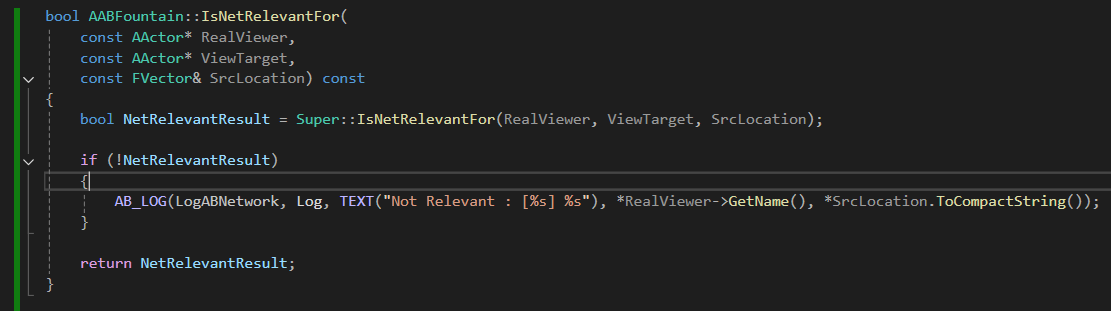 bool AABFountain::IsNetRelevantFor(
    const AActor* RealViewer,
    const AActor* ViewTarget,
    const FVector& SrcLocation) const
{
    bool NetRelevantResult = Super::IsNetRelevantFor(RealViewer, ViewTarget, SrcLocation);
    if (!NetRelevantResult)
    {
        AB_LOG(LogABNetwork, Log, TEXT("Not Relevant : [%s] %s"), *RealViewer->GetName(), *SrcLocation.ToCompactString());
    }
    return NetRelevantResult;
}